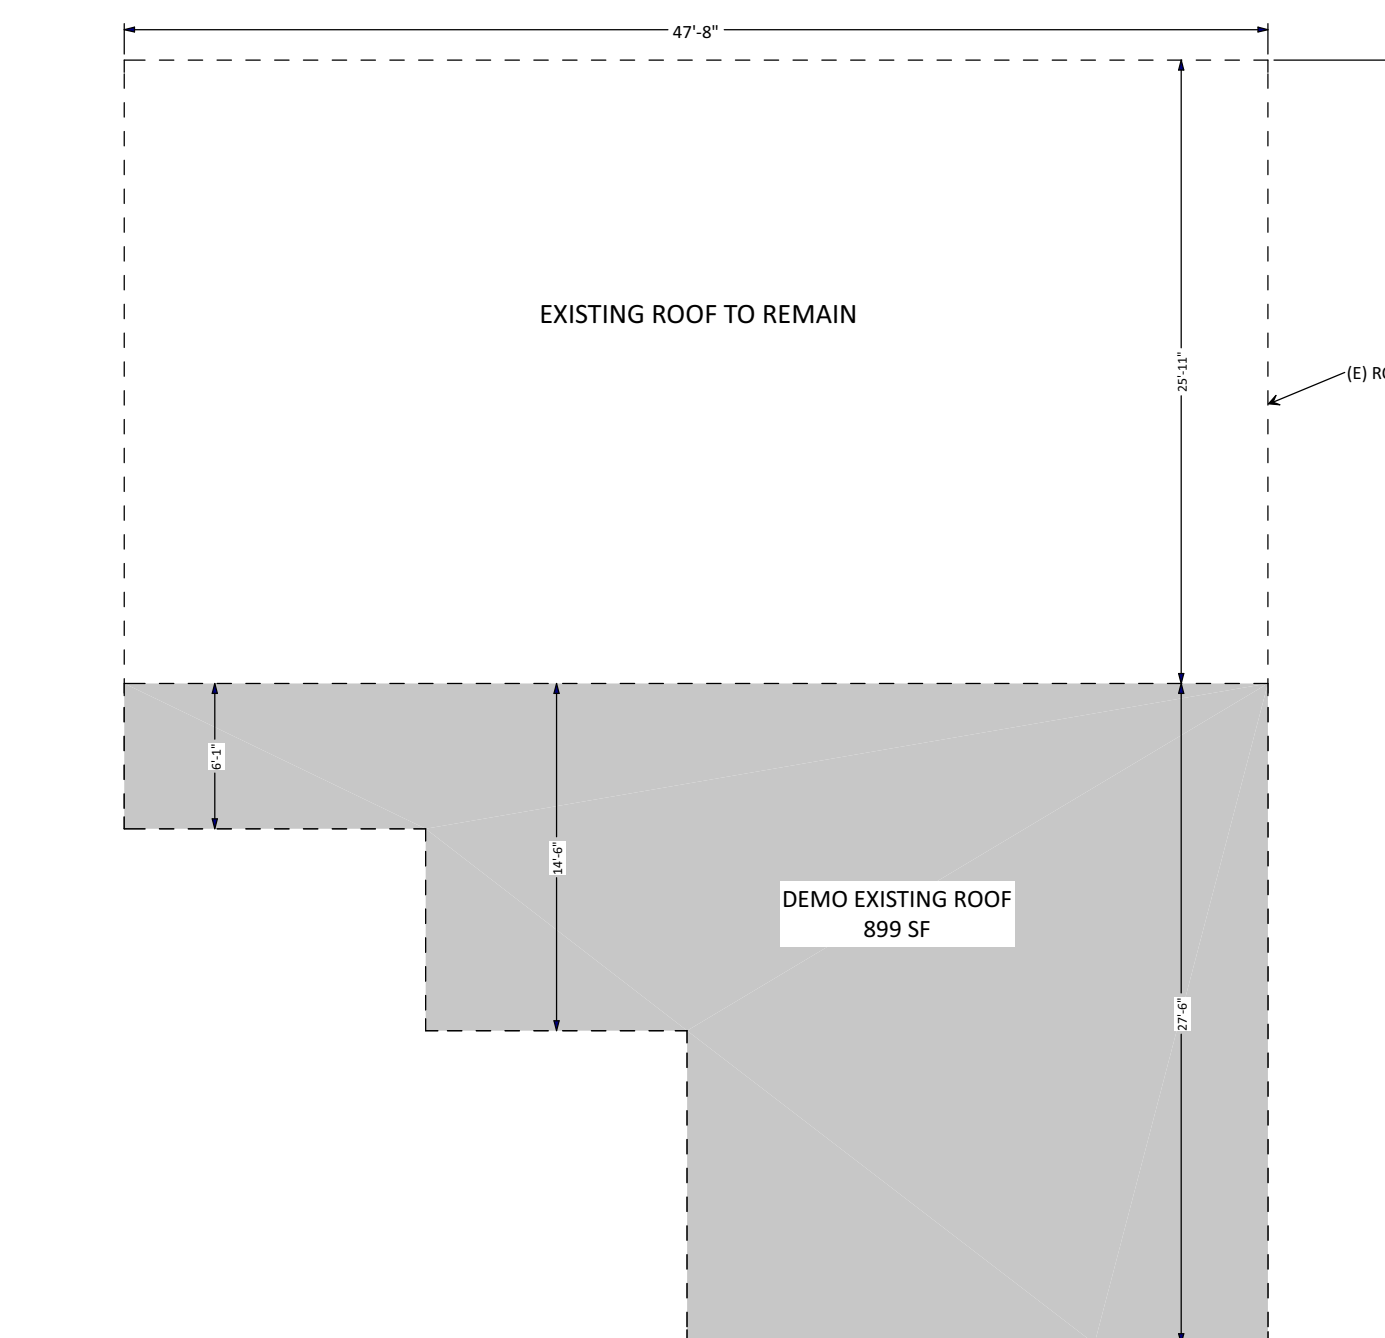 47'-8"
EXISTING ROOF TO REMAIN
25'-11"
(E)
6'-1"
14'-6"
DEMO EXISTING ROOF
899 SF
27'-6"